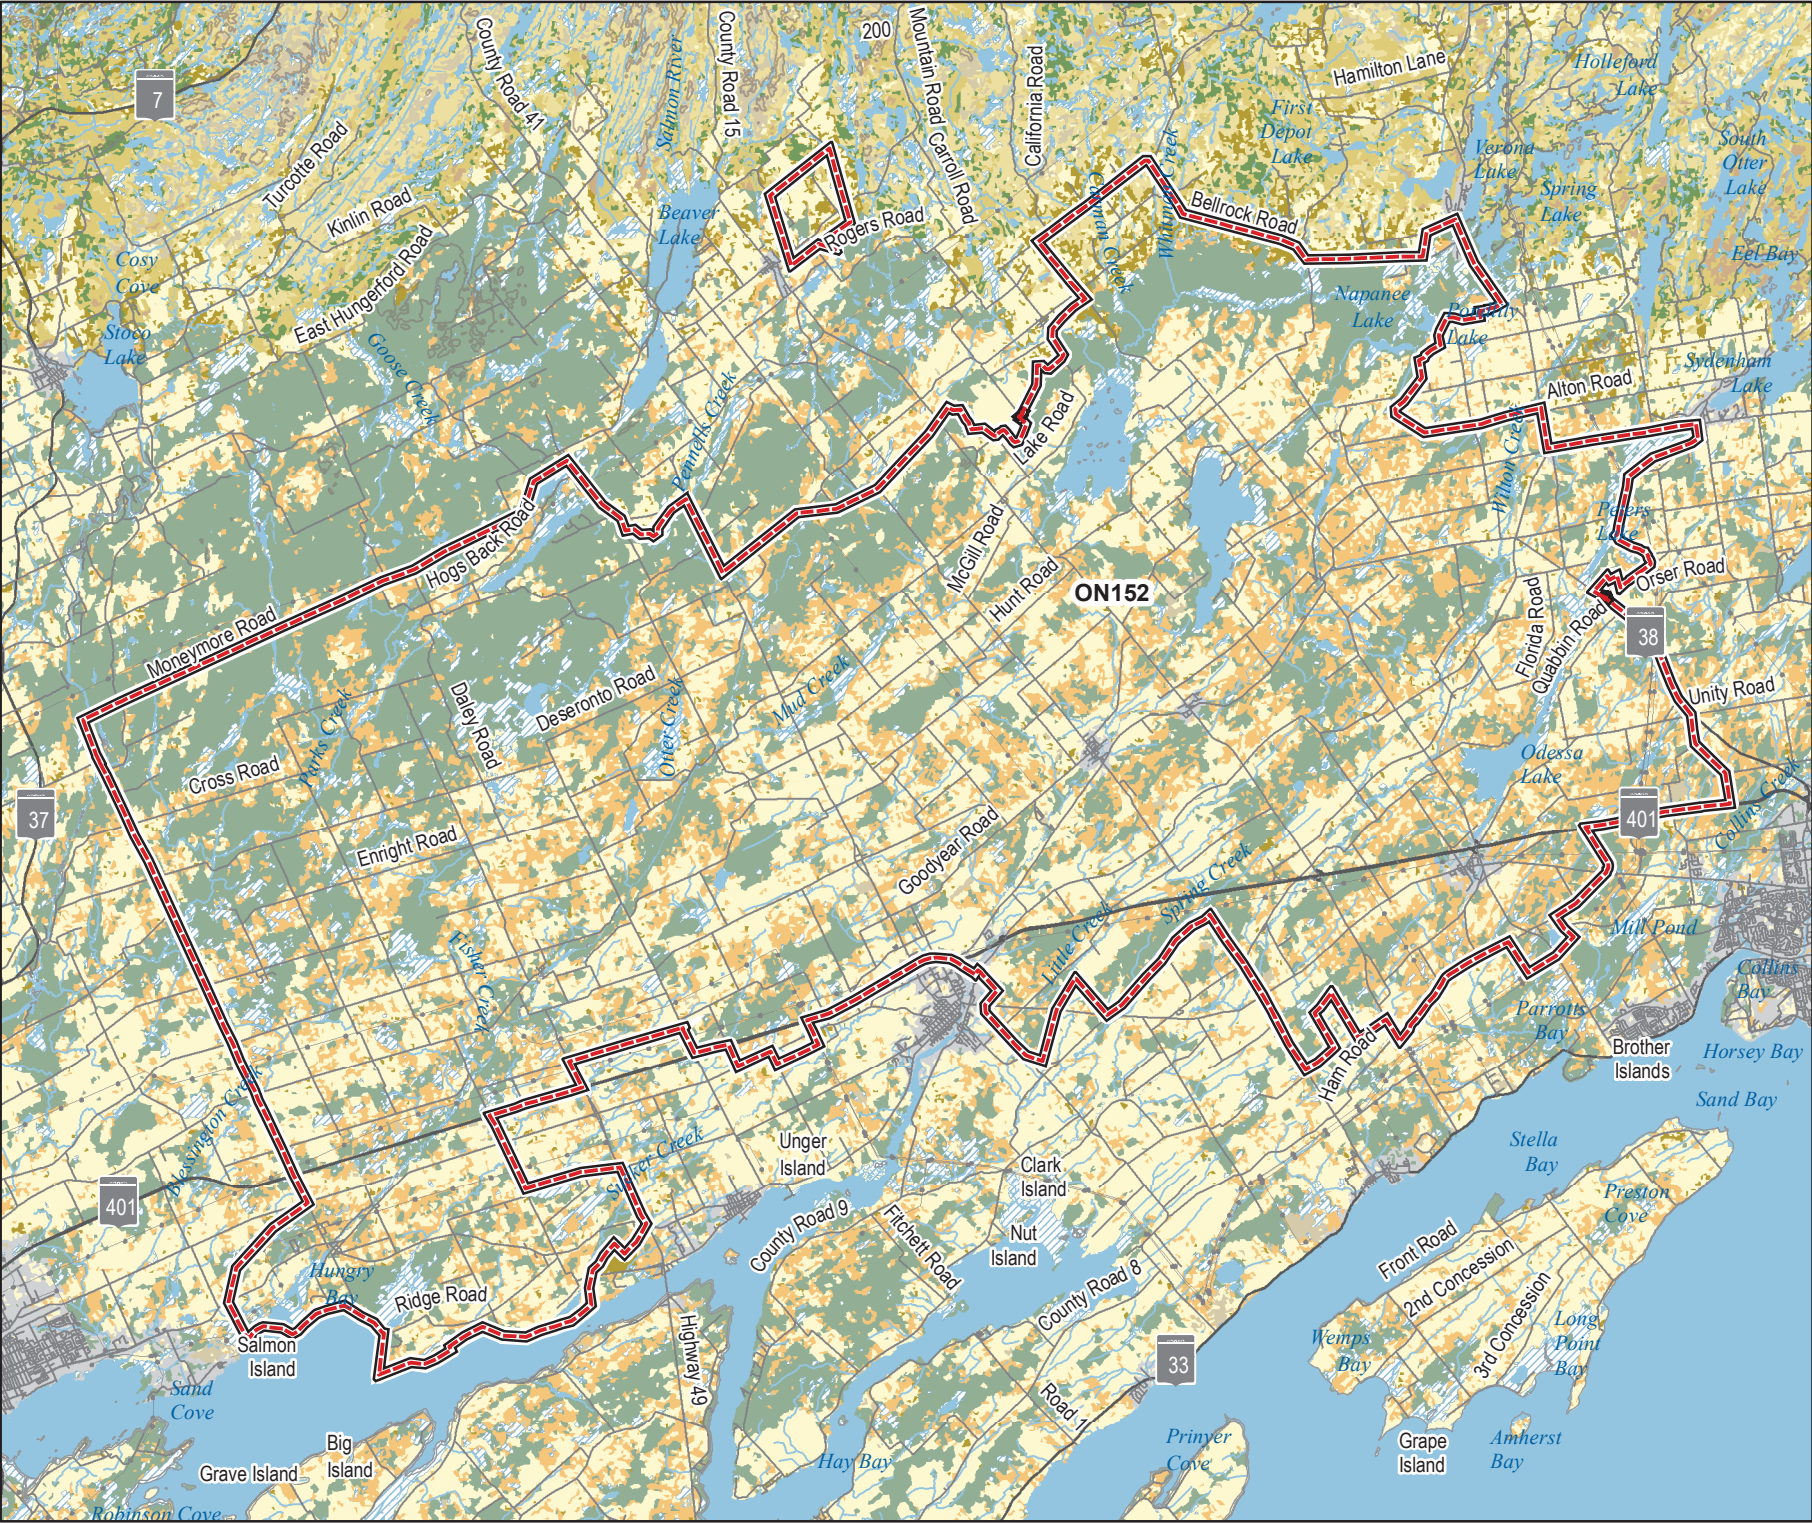 200
7
County Road 41
Salmon River
County Road 15
Mountain Road
Carroll Road
California Road
Hamilton Lane
Holleford
Lake
First
Depot
Lake
Verona
Lake
Spring
Lake
South
Otter
Lake
Turcotte Road
Kinlin Road
East Hungerford Road
Beaver
Lake
Rogers Road
Cosy
Cove
Stoco
Lake
Goose Creek
Whitman Creek
Bellrock Road
Eel Bay
Napanee
Lake
Sydenham
Lake
Alton Road
Pennells Creek
Lake Road
Wilton Creek
Hogs Back Road
McGill Road
Hunt Road
ON152
Peters
Lake
Orser Road
Florida Road
Quabbin Road
38
Unity Road
Moneymore Road
Parks Creek
Daley Road
Deseronto Road
Otter Creek
Mud Creek
Cross Road
Odessa
Lake
37
401
Collins Creek
Enright Road
Goodyear Road
Spring Creek
Little Creek
Fisher Creek
Mill Pond
Collins
Bay
Parrotts
Bay
Brother
Islands
Horsey Bay
Ham Road
Sand Bay
Blessington Creek
401
Unger
Island
Clark
Island
Stella
Bay
Preston
Cove
County Road 9
Fitchett Road
Nut
Island
Hungry
Bay
Ridge Road
County Road 8
Front Road
2nd Concession
3rd Concession
Long
Point
Bay
Wemps
Bay
Salmon
Island
Highway 49
33
Sand
Cove
Road 1
Big
Island
Grave Island
Hay Bay
Prinyer
Cove
Grape
Island
Amherst
Bay
Robinson Cove